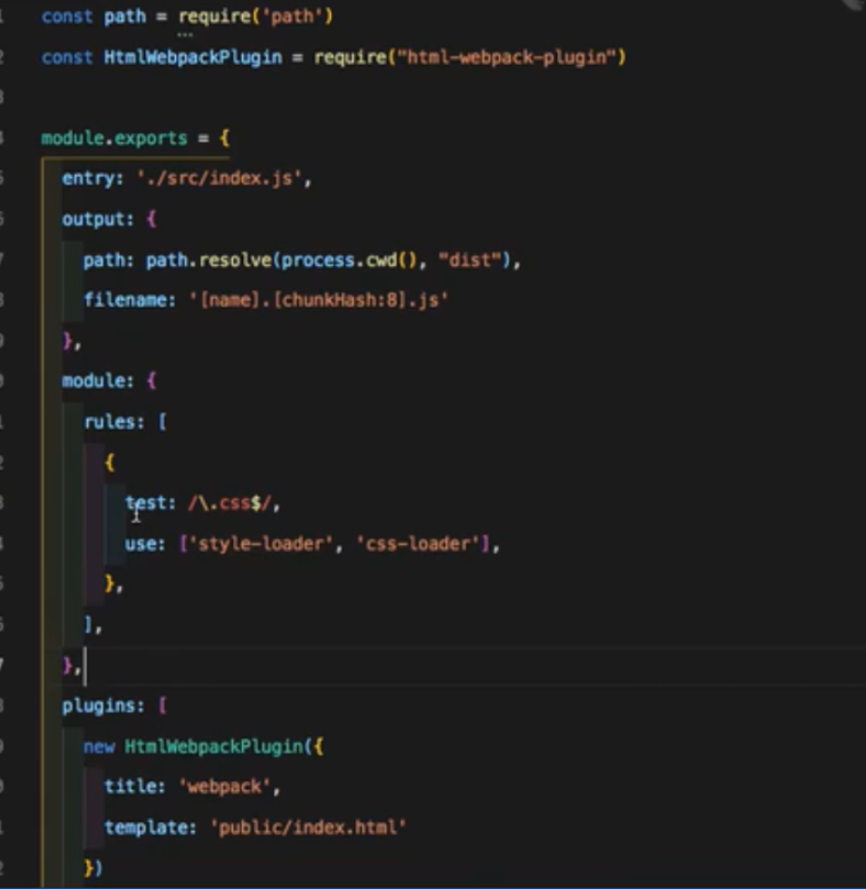 const path = require('path')
const HtmlWebpackPlugin = require("html-webpack-plugin")
module.exports = {
entry: './src/index.js',
output: {
path: path.resolve(process.cwd(), "dist"),
filename: '[name].[chunkHash:8].js'
},
module: {
rules: [
{
test: /\.css$/,
use: ['style-loader', 'css-loader'],
},
],
},
plugins: [
new HtmlWebpackPlugin({
title: 'webpack',
template: 'public/index.html'
})